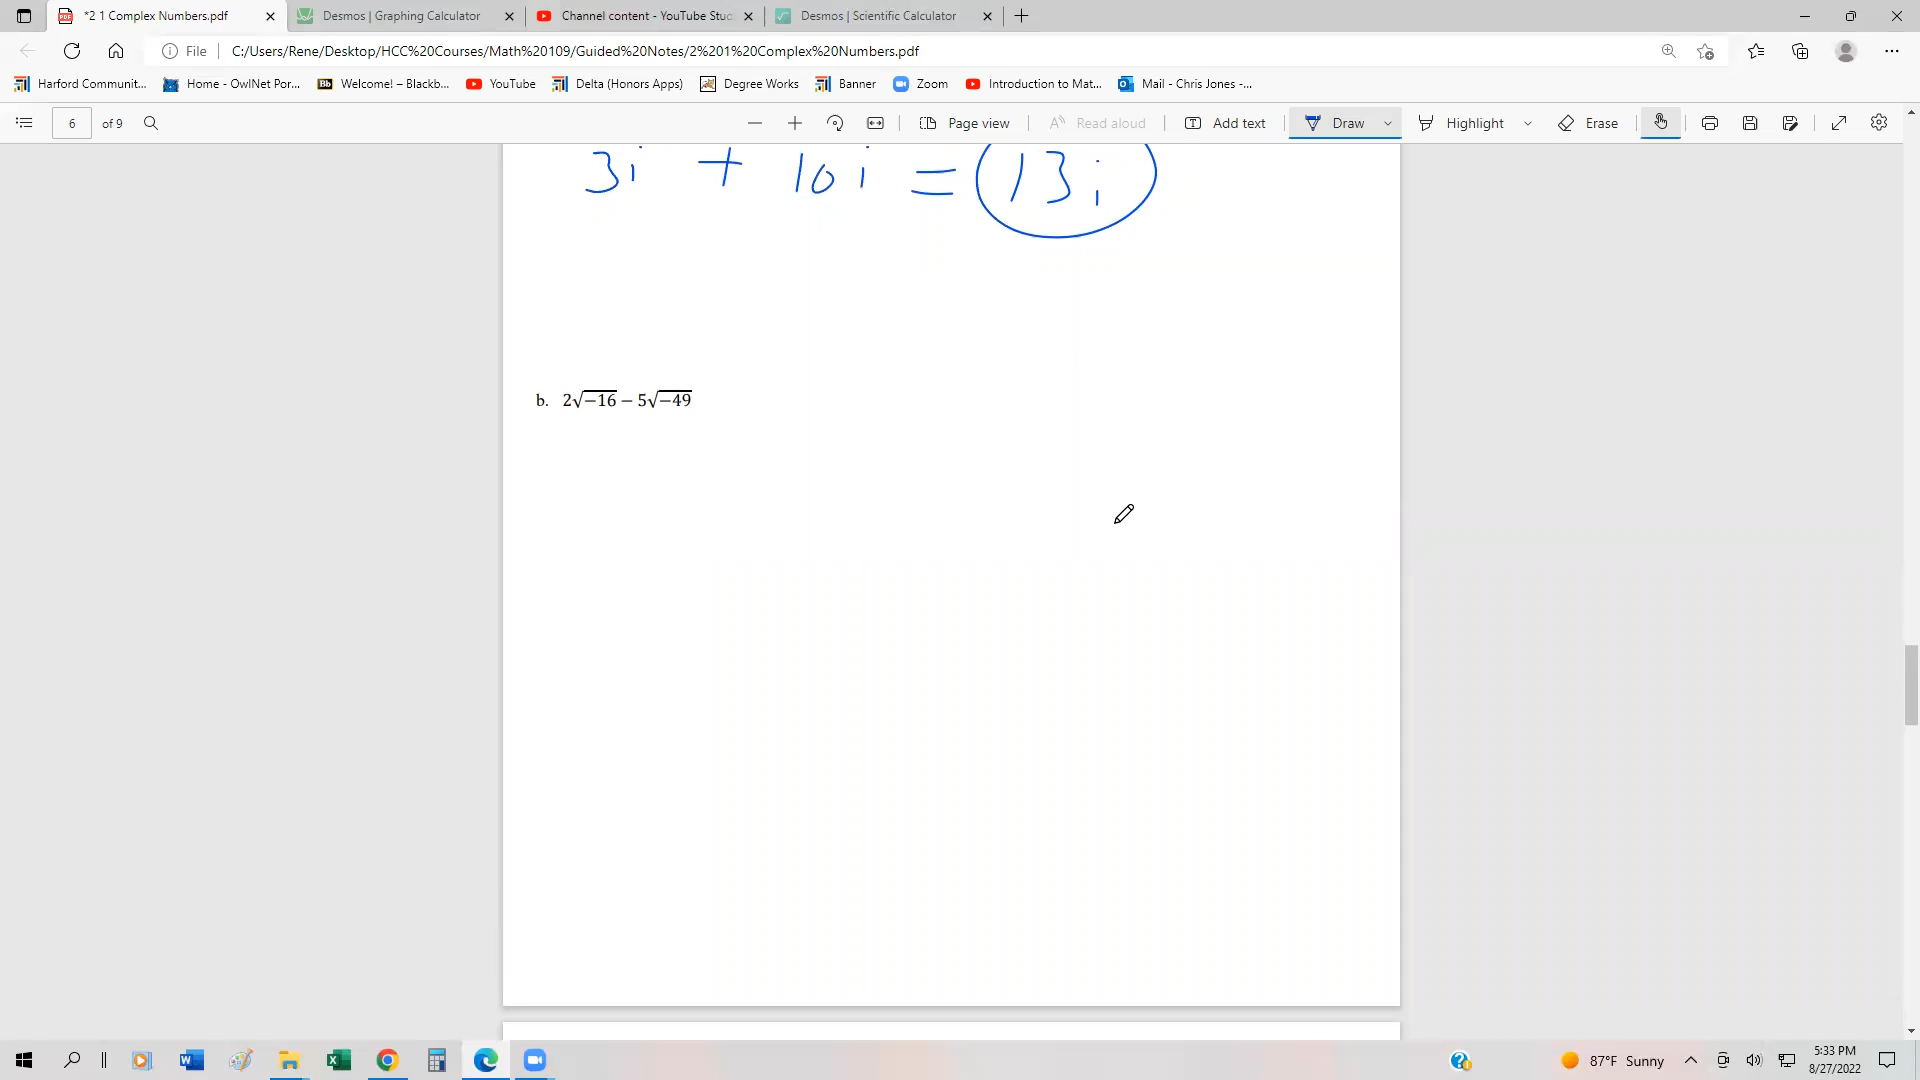 *2 1 Complex Numbers.pdf
Desmos | Graphing Calculator
Channel content - YouTube Stud
Desmos | Scientific Calculator
File
C:/Users/Rene/Desktop/HCC%20Courses/Math%20109/Guided%20Notes/2%201%20Complex%20Numbers.pdf
Harford Communit... Home - OwlNet Por... Bb Welcome! – Blackb... YouTube Delta (Honors Apps) Degree Works Banner Zoom Introduction to Mat... Mail - Chris Jones -...
6 of 9 Page view Read aloud Add text Draw Highlight Erase
3i + 10i = 13i
b. 2√-16 – 5√-49
87°F Sunny
5:33 PM
8/27/2022